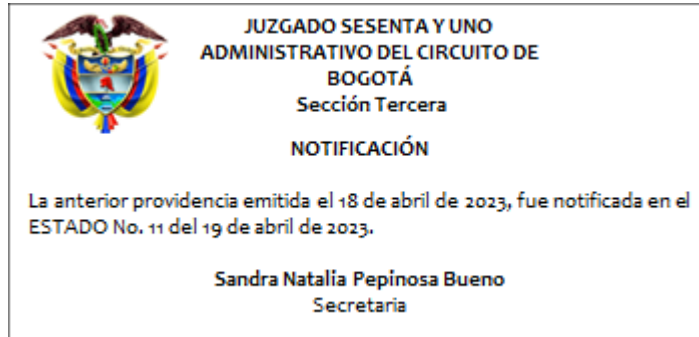 JUZGADO SESENTA Y UNO
ADMINISTRATIVO DEL CIRCUITO DE
BOGOTÁ
Sección Tercera
NOTIFICACIÓN
La anterior providencia emitida el 18 de abril de 2023, fue notificada en el
ESTADO No. 11 del 19 de abril de 2023.
Sandra Natalia Pepinosa Bueno
Secretaria